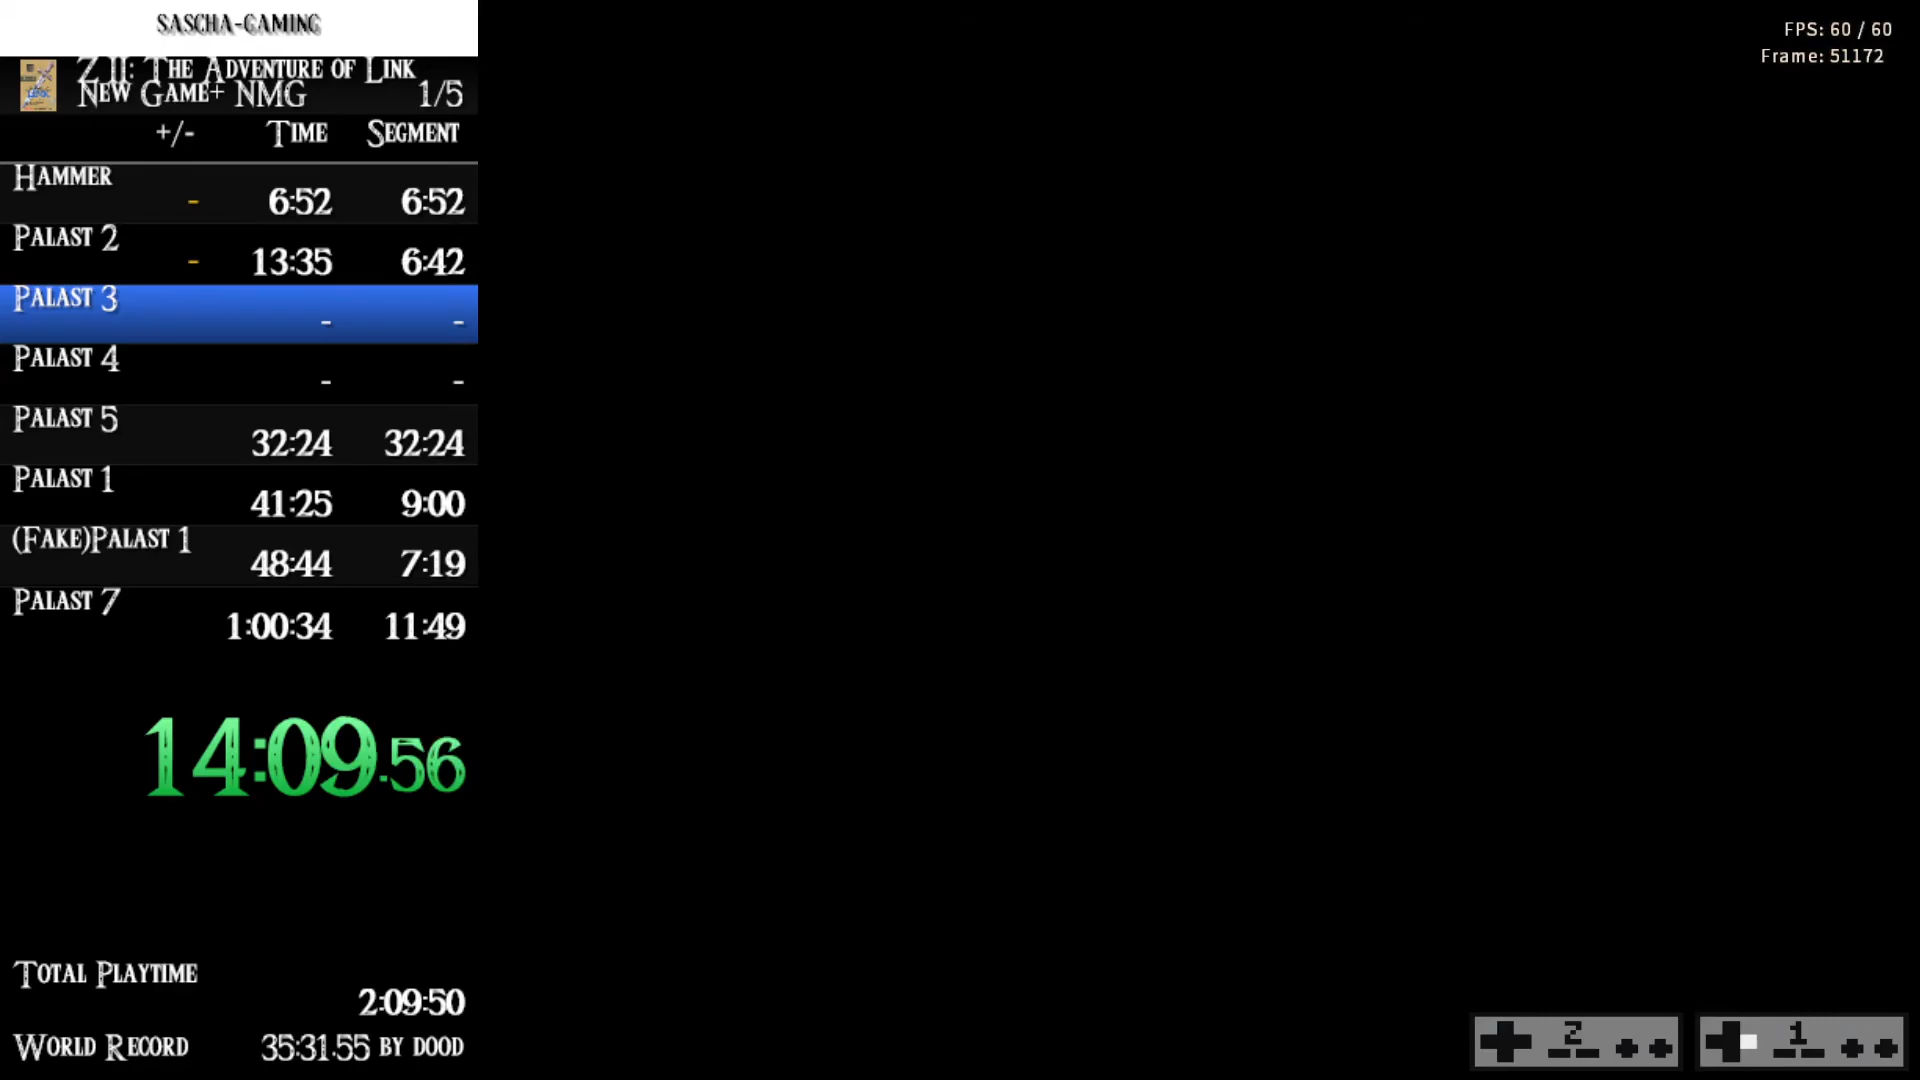 SASCHA-GAMING
Z II: THE ADVENTURE OF LINK
NEW GAME+ NMG 1/5
+/- TIME SEGMENT
HAMMER
- 6:52 6:52
PALAST 2
- 13:35 6:42
PALAST 3
- -
PALAST 4
- -
PALAST 5
32:24 32:24
PALAST 1
41:25 9:00
(FAKE)PALAST 1
48:44 7:19
PALAST 7
1:00:34 11:49
14:09.56
TOTAL PLAYTIME
2:09:50
WORLD RECORD 35:31.55 BY DOOD
FPS: 60 / 60
Frame: 51172
2 1